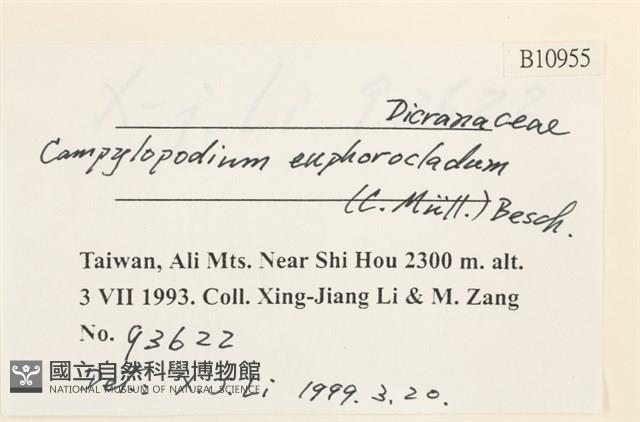 B10955
Dicranaceae
Campylopodium euphorocladum
(C. Müll.) Besch.
Taiwan, Ali Mts. Near Shi Hou 2300 m. alt.
3 VII 1993. Coll. Xing-Jiang Li & M. Zang
No. 93622
國立自然科學博物館
NATIONAL MUSEUM OF NATURAL SCIENCE
Det. X-J. Li 1999.3.20.